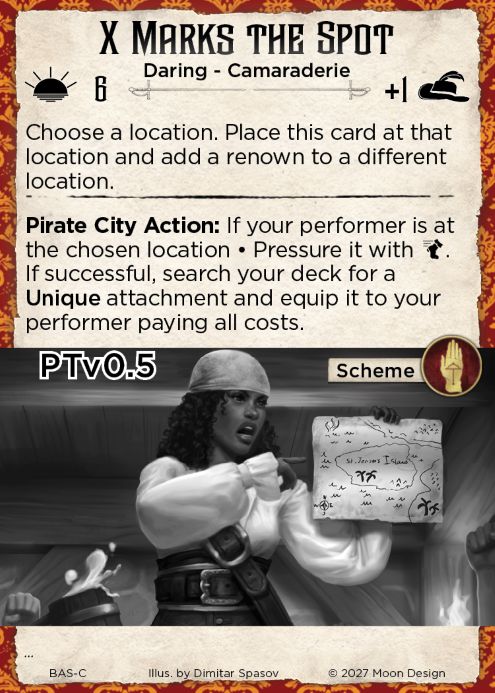 X Marks the Spot
Daring - Camaraderie
6
+1
Choose a location. Place this card at that
location and add a renown to a different
location.
Pirate City Action: If your performer is at
the chosen location • Pressure it with .
If successful, search your deck for a
Unique attachment and equip it to your
performer paying all costs.
PTv0.5
Scheme
St. Jensen's Island
...
BAS-C
Illus. by Dimitar Spasov
© 2027 Moon Design